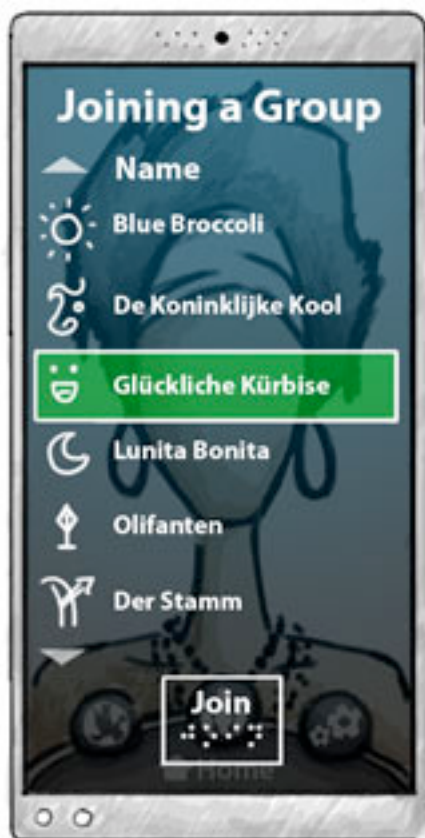 Joining a Group
Name
Blue Broccoli
De Koninklijke Kool
Glückliche Kürbise
Lunita Bonita
Olifanten
Der Stamm
Join
⠚⠕⠊⠝
Home